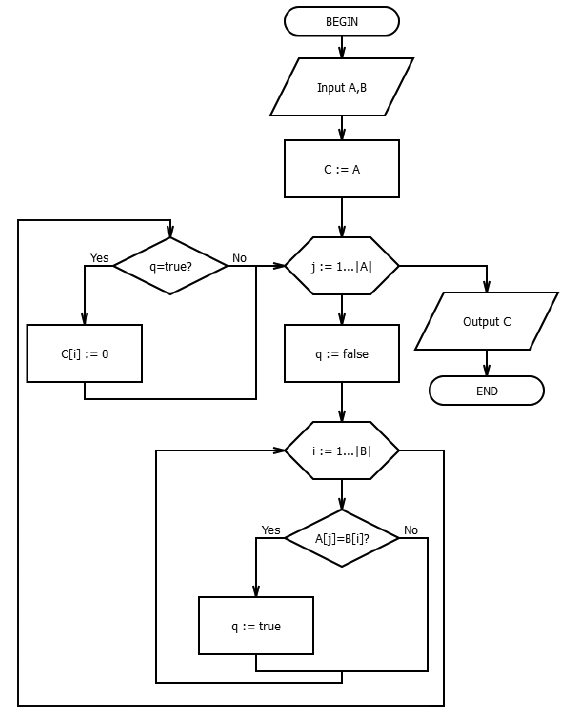 BEGIN
Input A,B
C := A
j := 1...|A|
q=true?
Yes
No
C[i] := 0
q := false
Output C
END
i := 1...|B|
A[j]=B[i]?
Yes
No
q := true